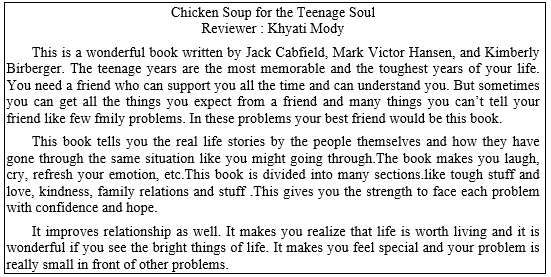 Chicken Soup for the Teenage Soul
Reviewer : Khyati Mody
This is a wonderful book written by Jack Cabfield, Mark Victor Hansen, and Kimberly
Birberger. The teenage years are the most memorable and the toughest years of your life.
You need a friend who can support you all the time and can understand you. But sometimes
you can get all the things you expect from a friend and many things you can't tell your
friend like few fmily problems. In these problems your best friend would be this book.
This book tells you the real life stories by the people themselves and how they have
gone through the same situation like you might going through.The book makes you laugh,
cry, refresh your emotion, etc.This book is divided into many sections.like tough stuff and
love, kindness, family relations and stuff .This gives you the strength to face each problem
with confidence and hope.
It improves relationship as well. It makes you realize that life is worth living and it is
wonderful if you see the bright things of life. It makes you feel special and your problem is
really small in front of other problems.